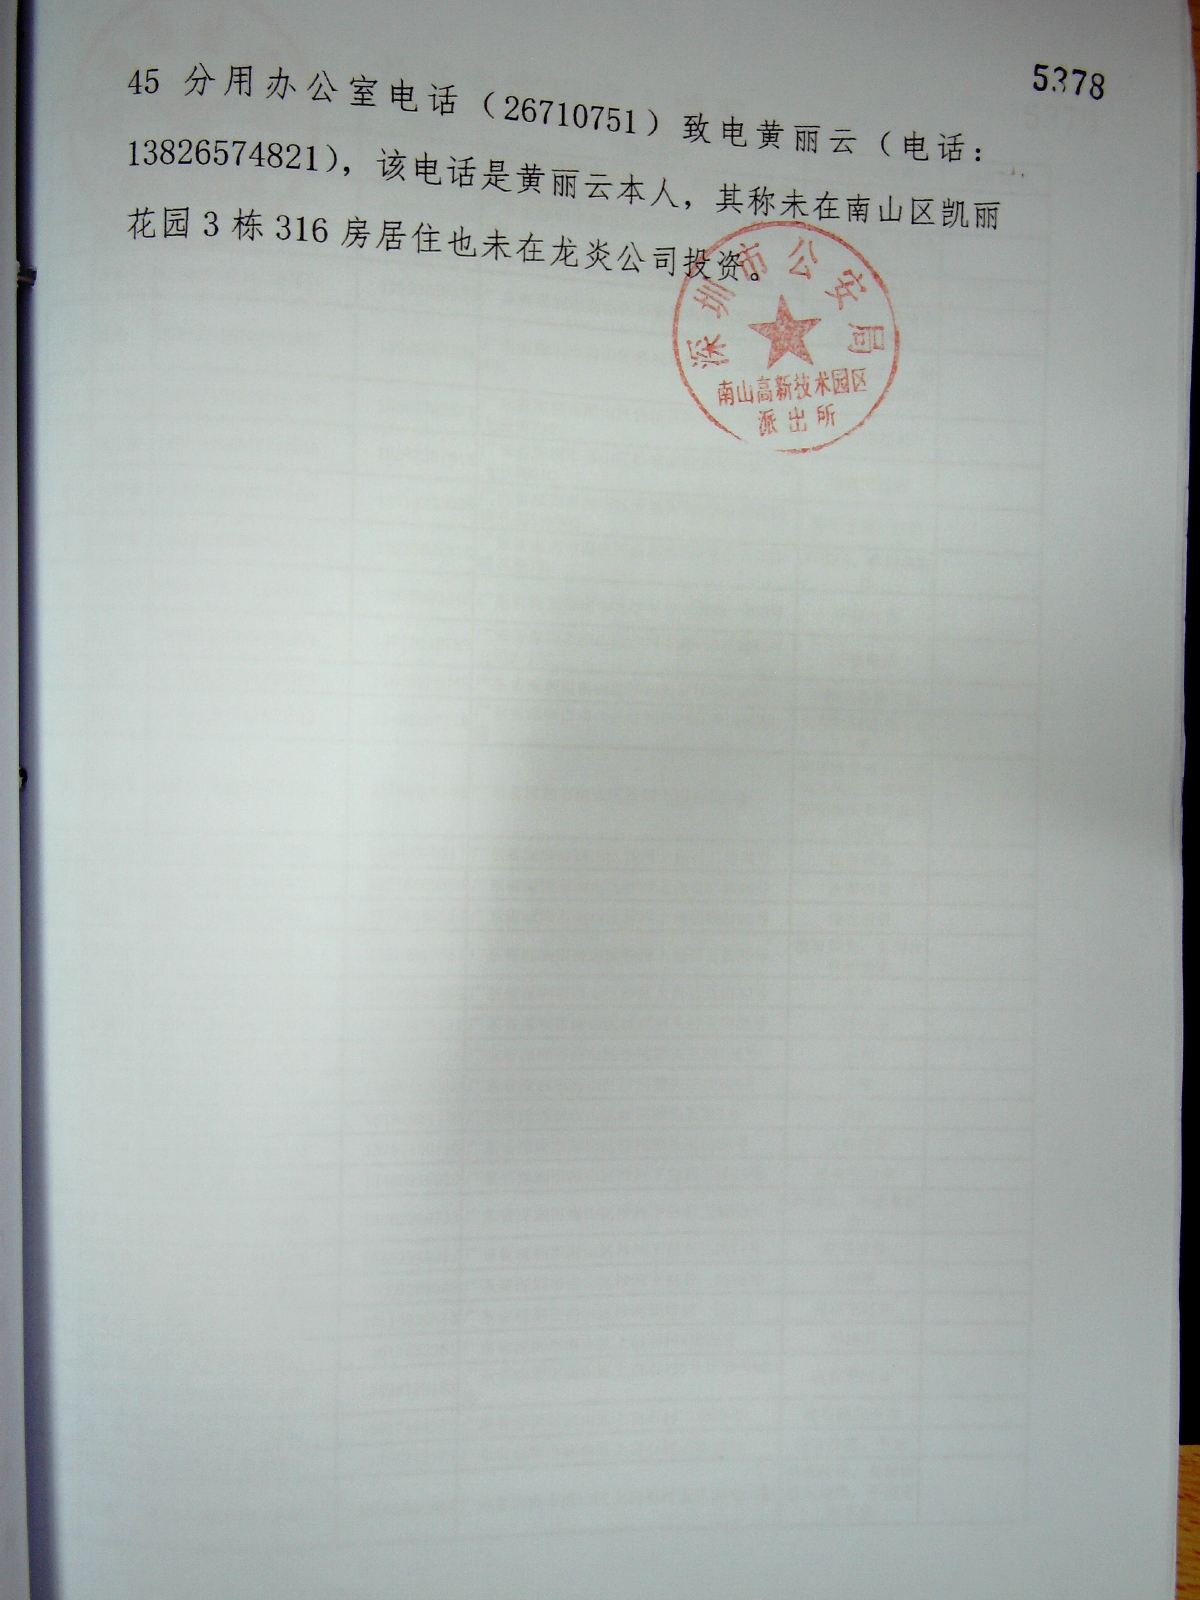 5378
45 分用办公室电话（26710751）致电黄丽云（电话：
13826574821），该电话是黄丽云本人，其称未在南山区凯丽
花园 3 栋 316 房居住也未在龙炎公司投资。
深圳市公安局
南山高新技术园区
派出所